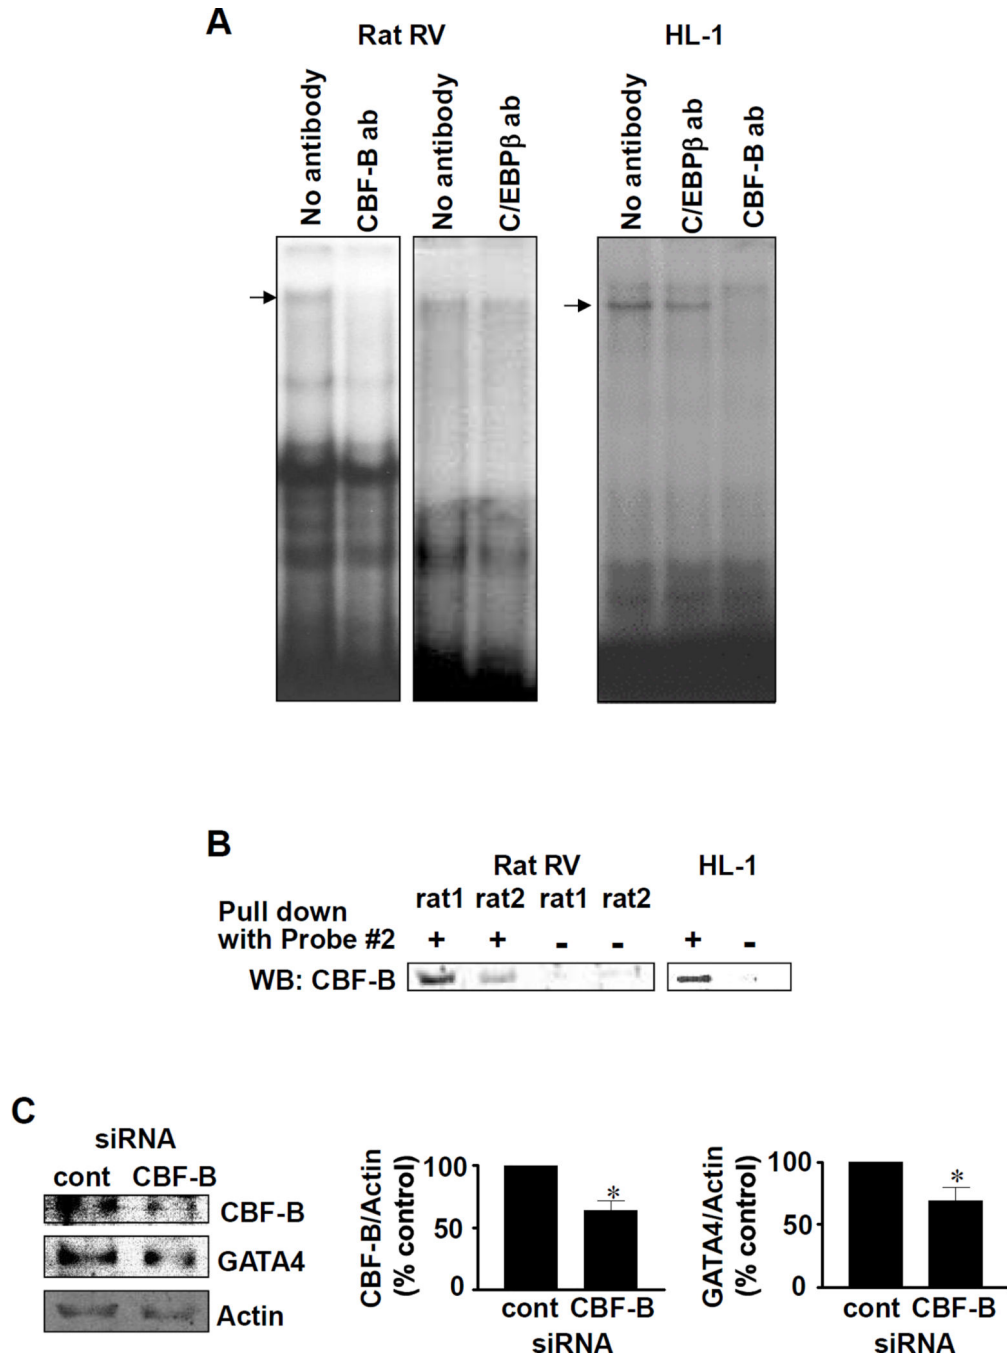 A
Rat RV
HL-1
No antibody
CBF-B ab
No antibody
C/EBPβ ab
No antibody
C/EBPβ ab
CBF-B ab
B
Rat RV
HL-1
rat1 rat2 rat1 rat2
Pull down
with Probe #2 + + - - + -
WB: CBF-B
C
siRNA
cont CBF-B
CBF-B
GATA4
Actin
CBF-B/Actin
(% control)
100
50
0
*
cont CBF-B
siRNA
GATA4/Actin
(% control)
100
50
0
*
cont CBF-B
siRNA